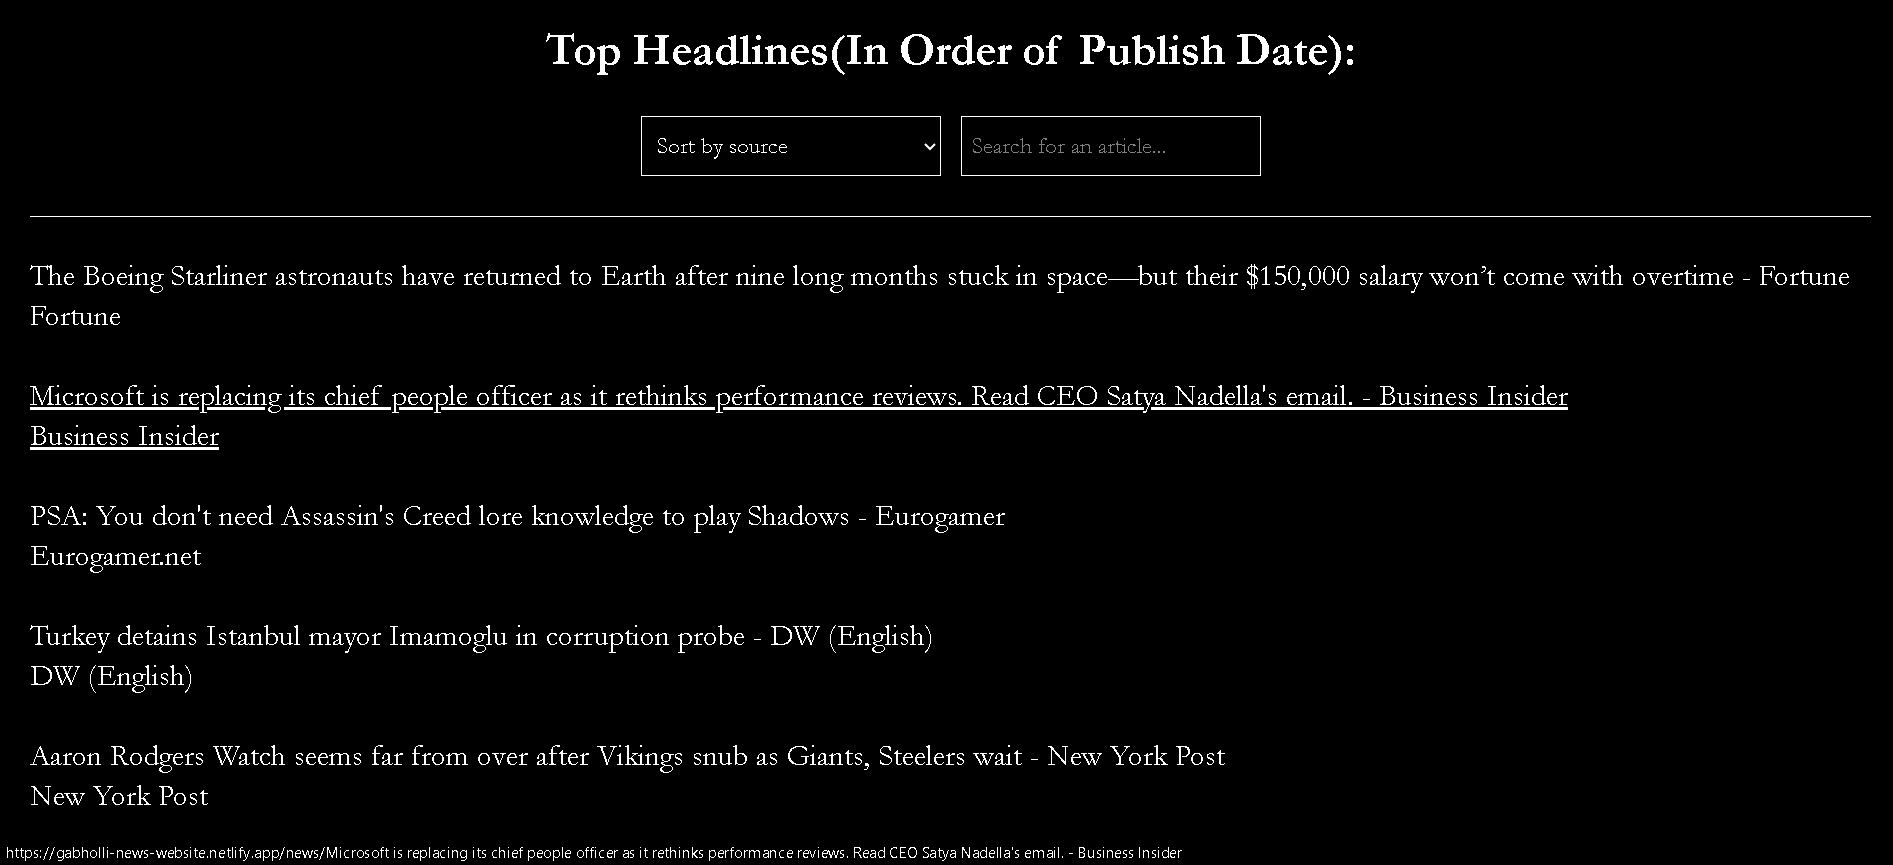 Top Headlines(In Order of Publish Date):
Sort by source
Search for an article...
The Boeing Starliner astronauts have returned to Earth after nine long months stuck in space—but their $150,000 salary won’t come with overtime - Fortune
Fortune
Microsoft is replacing its chief people officer as it rethinks performance reviews. Read CEO Satya Nadella's email. - Business Insider
Business Insider
PSA: You don't need Assassin's Creed lore knowledge to play Shadows - Eurogamer
Eurogamer.net
Turkey detains Istanbul mayor Imamoglu in corruption probe - DW (English)
DW (English)
Aaron Rodgers Watch seems far from over after Vikings snub as Giants, Steelers wait - New York Post
New York Post
https://gabholli-news-website.netlify.app/news/Microsoft is replacing its chief people officer as it rethinks performance reviews. Read CEO Satya Nadella's email. - Business Insider